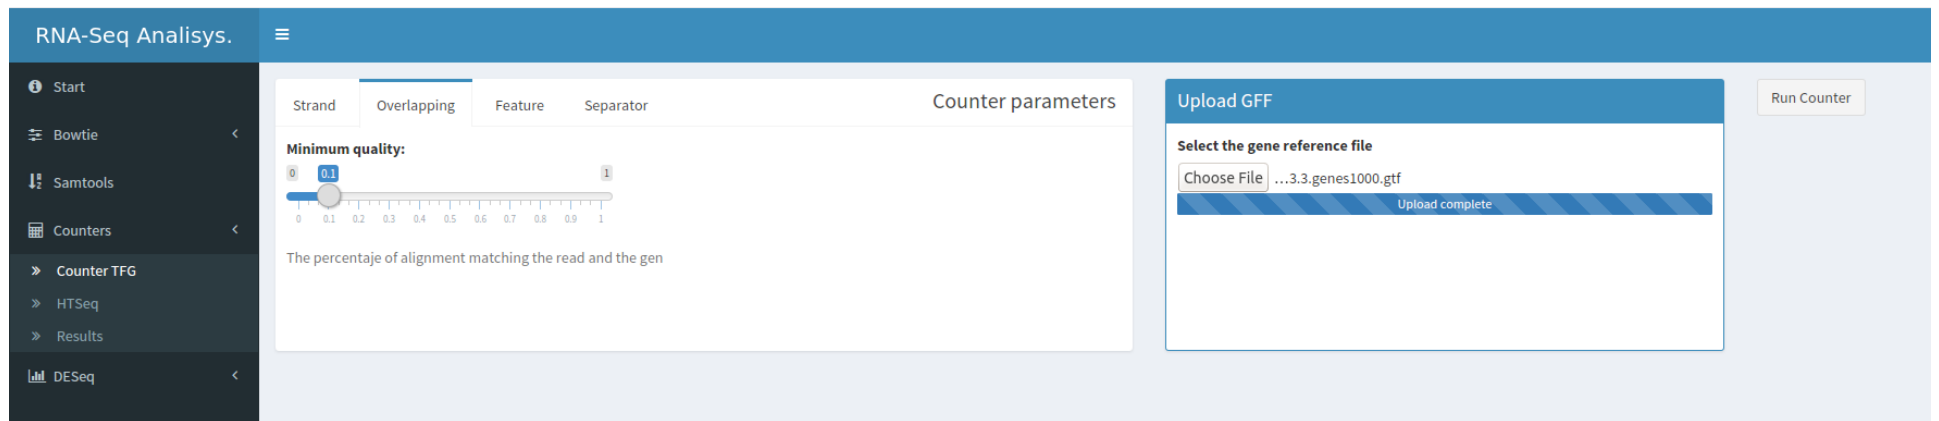 RNA-Seq Analisys.
Start
Bowtie
Samtools
Counters
Counter TFG
HTSeq
Results
DESeq
Strand Overlapping Feature Separator Counter parameters
Minimum quality:
0 0.1 1
0 0.1 0.2 0.3 0.4 0.5 0.6 0.7 0.8 0.9 1
The percentaje of alignment matching the read and the gen
Upload GFF
Select the gene reference file
Choose File ...3.3.genes1000.gtf
Upload complete
Run Counter